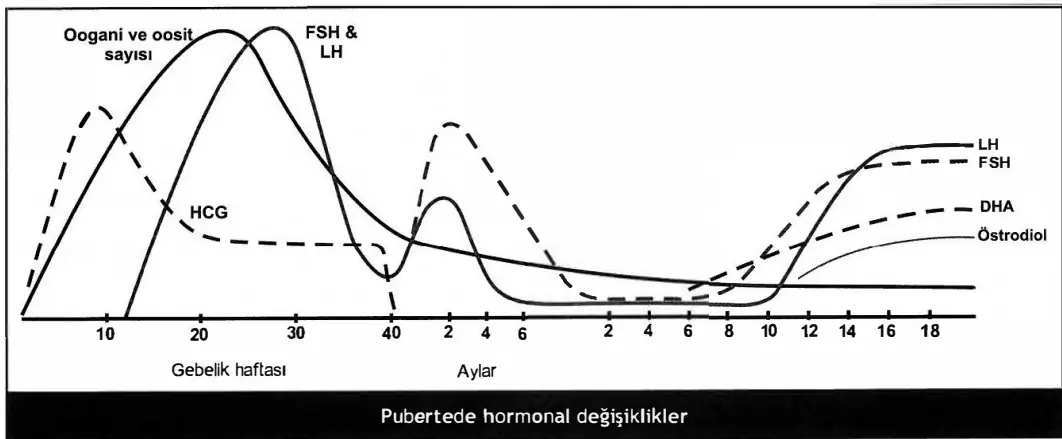 Oogani ve oosit
sayısı
FSH &
LH
HCG
LH
FSH
DHA
Östrodiol
10 20 30 40 2 4 6 2 4 6 8 10 12 14 16 18
Gebelik haftası Aylar
Pubertede hormonal değişiklikler